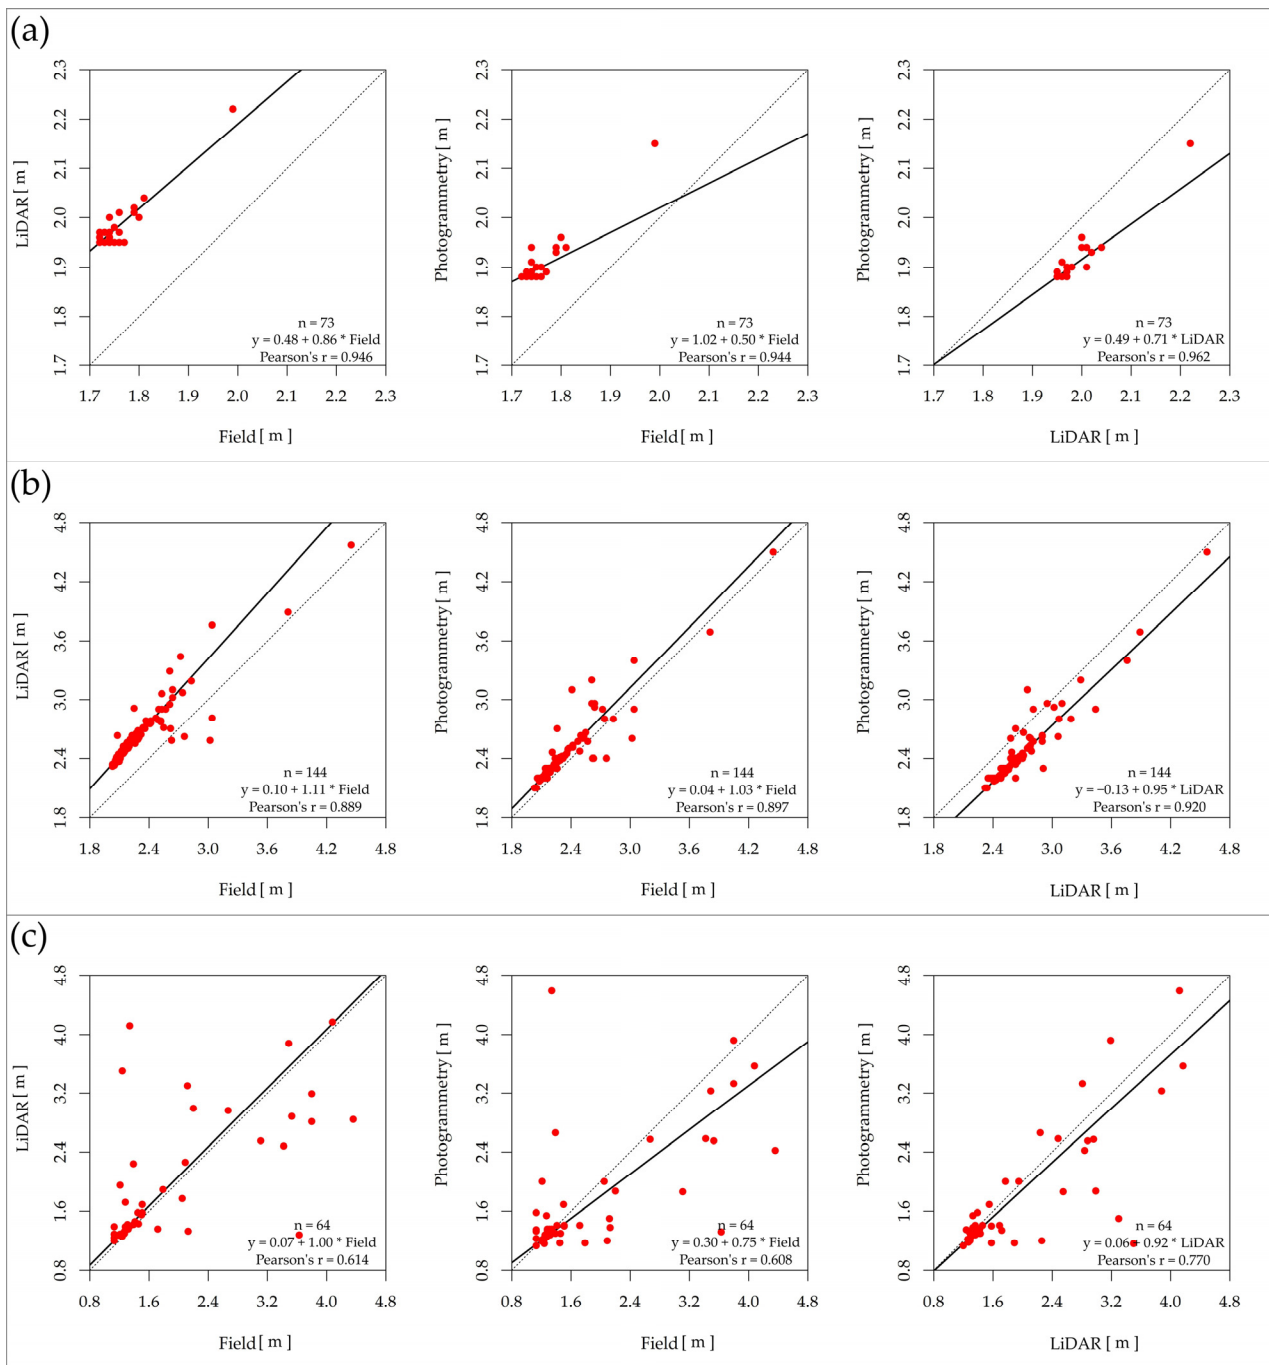 (a)
LiDAR [ m ]
2.3
2.2
2.1
2.0
1.9
1.8
1.7
n = 73
y = 0.48 + 0.86 * Field
Pearson's r = 0.946
1.7 1.8 2.0 2.2 2.3
Field [ m ]
Photogrammetry [ m ]
2.3
2.2
2.1
2.0
1.9
1.8
1.7
n = 73
y = 1.02 + 0.50 * Field
Pearson's r = 0.944
1.7 1.8 2.0 2.2 2.3
Field [ m ]
Photogrammetry [ m ]
2.3
2.2
2.1
2.0
1.9
1.8
1.7
n = 73
y = 0.49 + 0.71 * LiDAR
Pearson's r = 0.962
1.7 1.8 2.0 2.2 2.3
LiDAR [ m ]
(b)
LiDAR [ m ]
4.8
4.2
3.6
3.0
2.4
1.8
n = 144
y = 0.10 + 1.11 * Field
Pearson's r = 0.889
1.8 2.4 3.0 3.6 4.2 4.8
Field [ m ]
Photogrammetry [ m ]
4.8
4.2
3.6
3.0
2.4
1.8
n = 144
y = 0.04 + 1.03 * Field
Pearson's r = 0.897
1.8 2.4 3.0 3.6 4.2 4.8
Field [ m ]
Photogrammetry [ m ]
4.8
4.2
3.6
3.0
2.4
1.8
n = 144
y = −0.13 + 0.95 * LiDAR
Pearson's r = 0.920
1.8 2.4 3.0 3.6 4.2 4.8
LiDAR [ m ]
(c)
LiDAR [ m ]
4.8
4.0
3.2
2.4
1.6
0.8
n = 64
y = 0.07 + 1.00 * Field
Pearson's r = 0.614
0.8 1.6 2.4 3.2 4.0 4.8
Field [ m ]
Photogrammetry [ m ]
4.8
4.0
3.2
2.4
1.6
0.8
n = 64
y = 0.30 + 0.75 * Field
Pearson's r = 0.608
0.8 1.6 2.4 3.2 4.0 4.8
Field [ m ]
Photogrammetry [ m ]
4.8
4.0
3.2
2.4
1.6
0.8
n = 64
y = 0.06 + 0.92 * LiDAR
Pearson's r = 0.770
0.8 1.6 2.4 3.2 4.0 4.8
LiDAR [ m ]